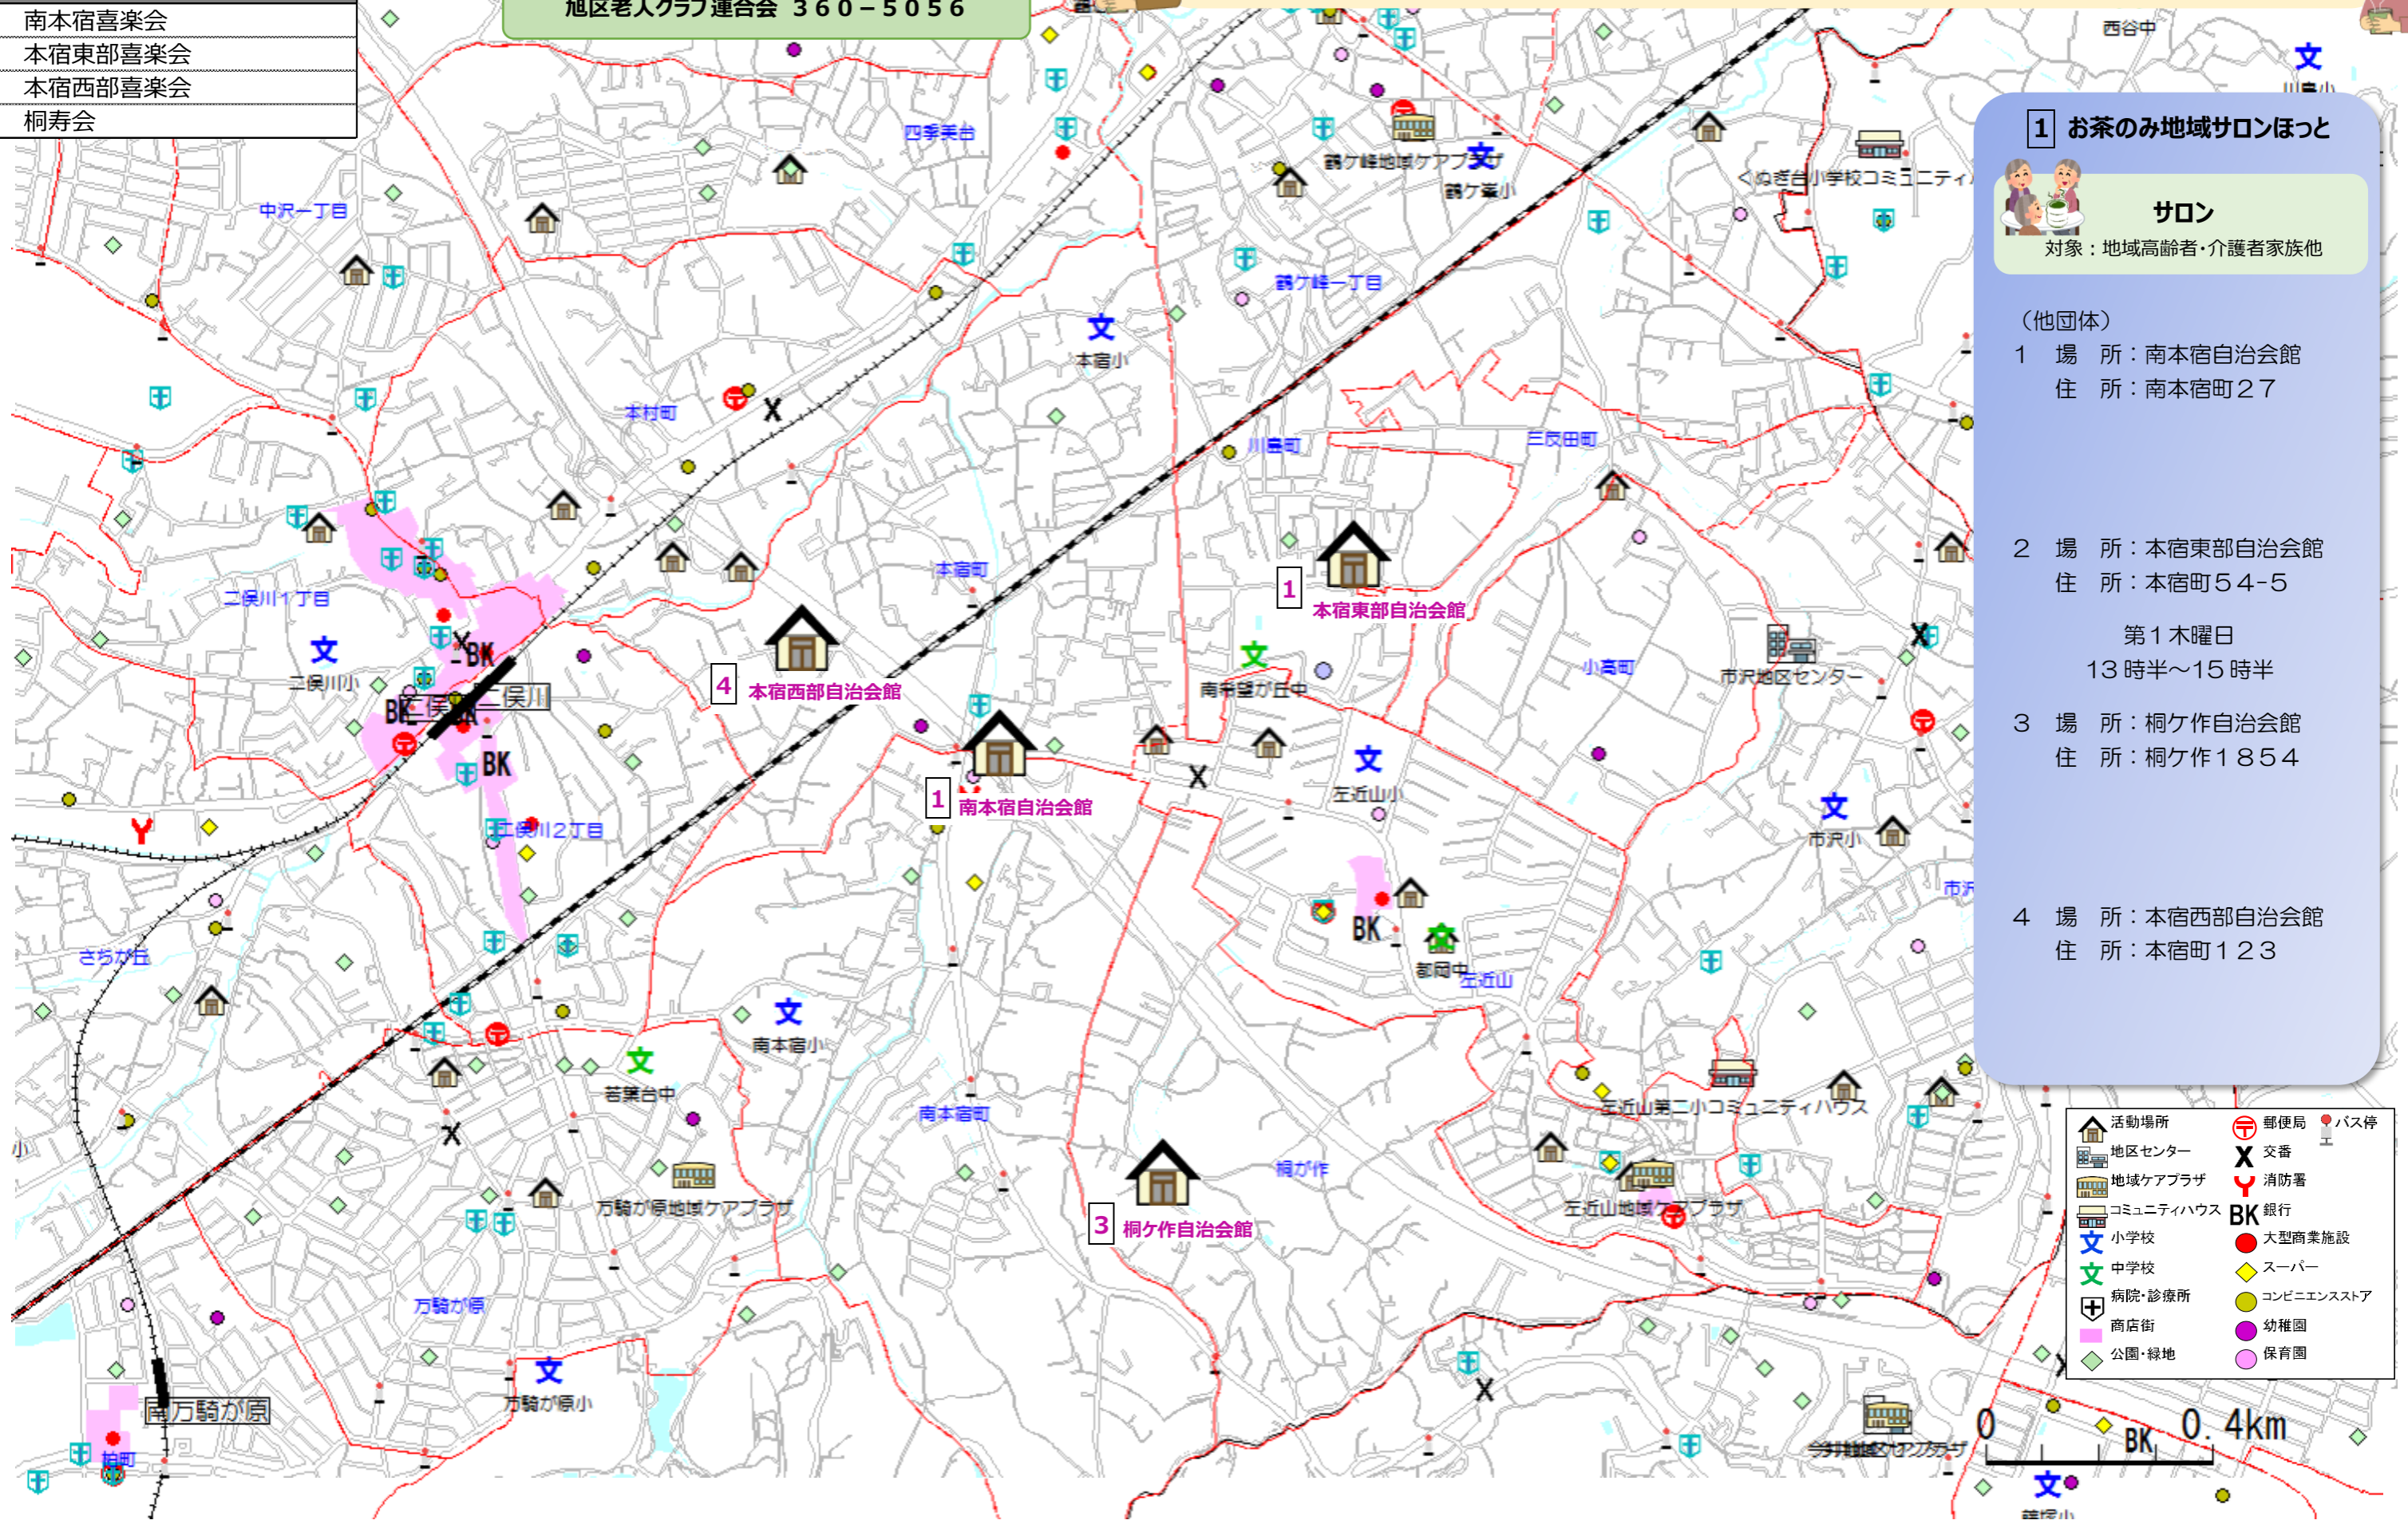 旭区老人クラブ連合会 ３６０－５０５６
南本宿喜楽会
本宿東部喜楽会
本宿西部喜楽会
桐寿会
西谷中
四季美台
鶴ケ峰地域ケアプラザ
鶴ケ峯小
くぬぎ台小学校コミュニティ
中沢一丁目
鶴ケ峰一丁目
本宿小
本村町
川島町
三反田町
本宿町
1
本宿東部自治会館
二俣川１丁目
二俣川小
二俣川
BK
BK
BK
4
本宿西部自治会館
南希望が丘中
小高町
市沢地区センター
1
南本宿自治会館
左近山小
市沢小
二俣川２丁目
BK
都岡中
左近山
さちが丘
南本宿小
若葉台中
左近山第二小コミュニティハウス
南本宿町
小
万騎が原地域ケアプラザ
桐が作
3
桐ケ作自治会館
左近山地域ケアプラザ
万騎が原
万騎が原小
南万騎が原
柏町
0
0.4km
BK
1 お茶のみ地域サロンほっと
サロン
対象：地域高齢者・介護者家族他
（他団体）
１ 場 所：南本宿自治会館
住 所：南本宿町２７
２ 場 所：本宿東部自治会館
住 所：本宿町５４-５
第１木曜日
13時半～15時半
３ 場 所：桐ケ作自治会館
住 所：桐ケ作１８５４
４ 場 所：本宿西部自治会館
住 所：本宿町１２３
活動場所
郵便局
バス停
地区センター
交番
地域ケアプラザ
消防署
コミュニティハウス
BK 銀行
文 小学校
大型商業施設
文 中学校
スーパー
病院・診療所
コンビニエンスストア
商店街
幼稚園
公園・緑地
保育園